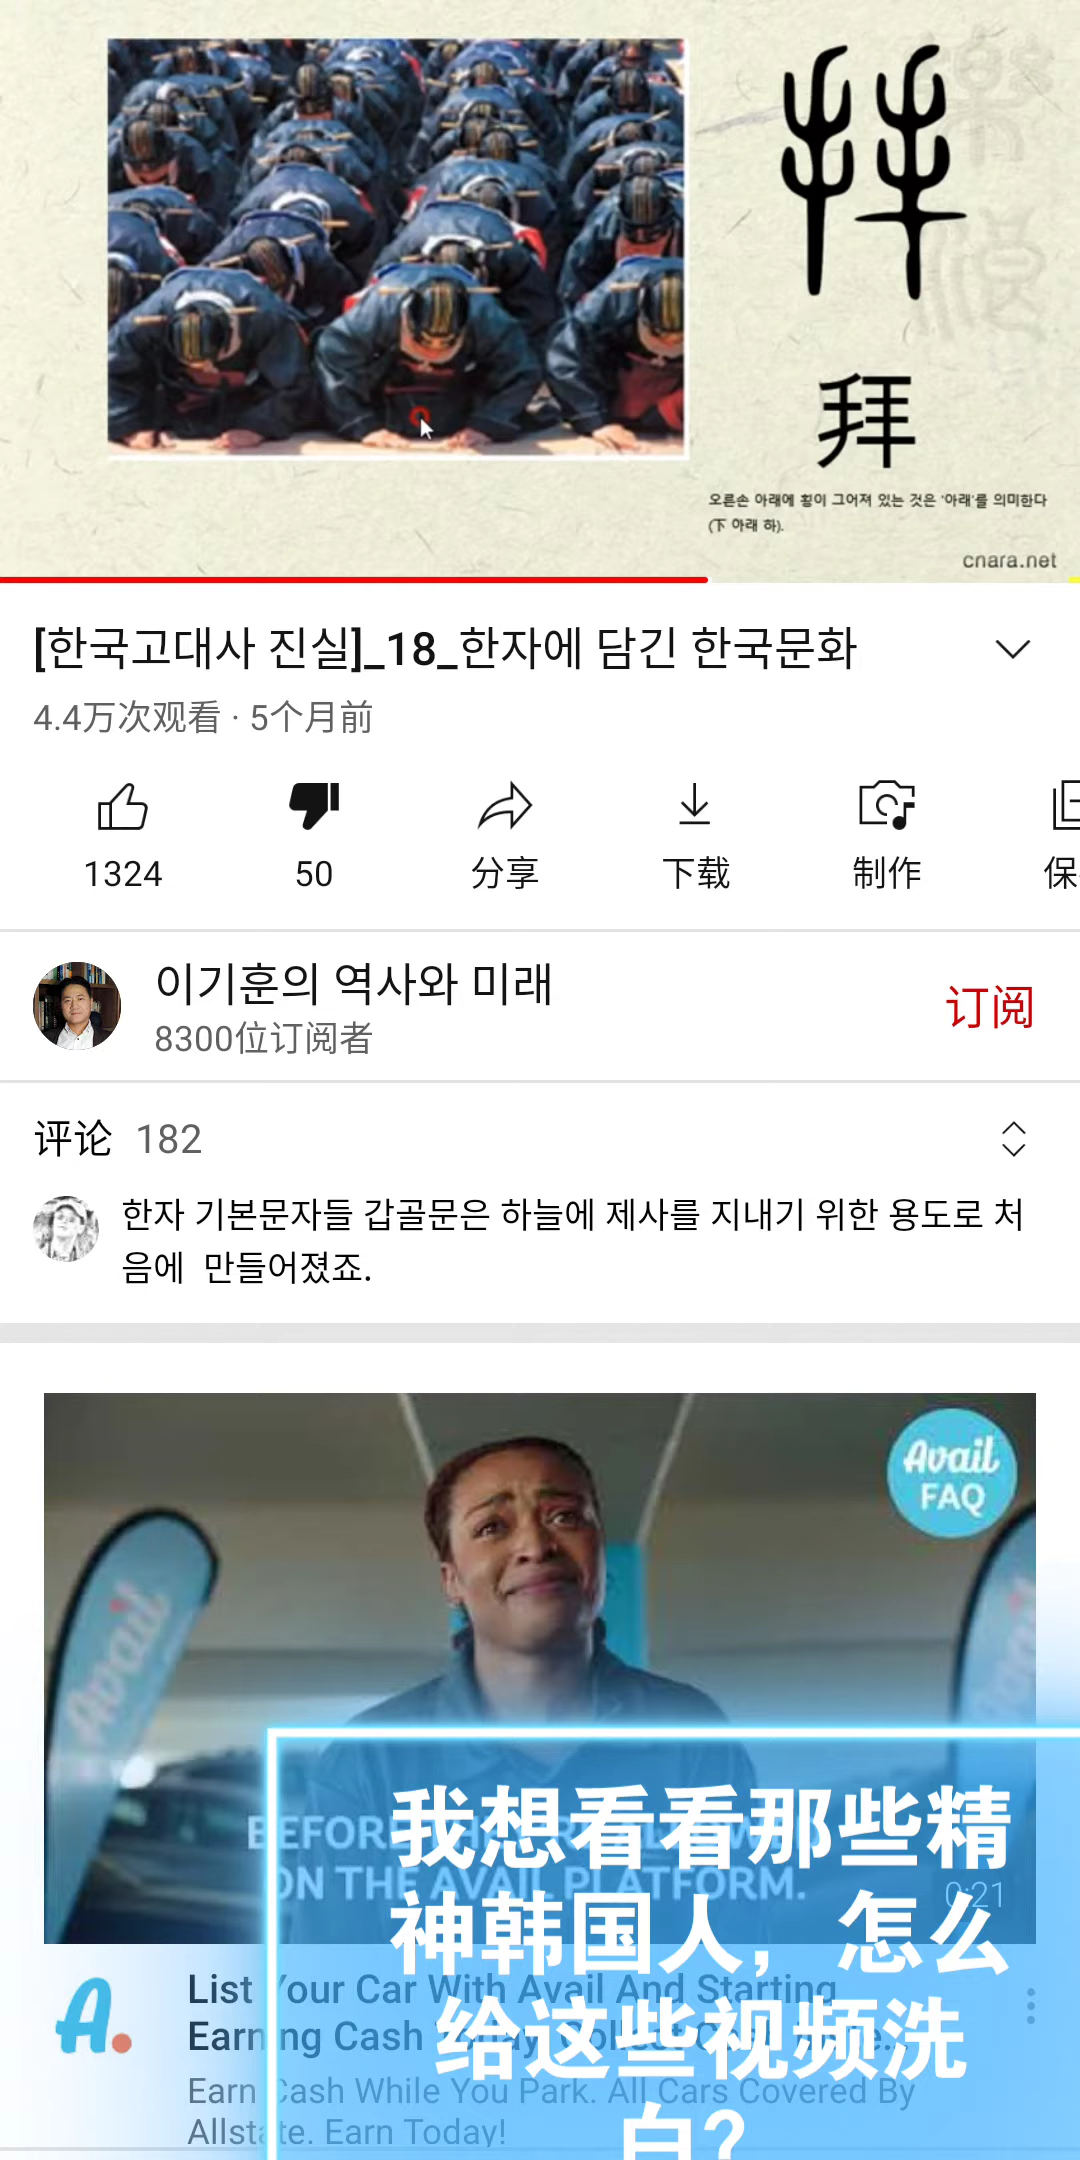 拜
오른손 아래에 횡이 그어져 있는 것은 '아래'를 의미한다
(下 아래 하).
cnara.net
[한국고대사 진실]_18_한자에 담긴 한국문화
4.4万次观看 · 5个月前
1324
50
分享
下载
制作
保
이기훈의 역사와 미래
8300位订阅者
订阅
评论 182
한자 기본문자들 갑골문은 하늘에 제사를 지내기 위한 용도로 처
음에 만들어졌죠.
Avail
FAQ
Avail
ON THE AVAIL PLATFORM.
0:21
我想看看那些精
神韩国人，怎么
给这些视频洗
白？
List Your Car With Avail And Starting
Earning Cash
Earn Cash While You Park. All Cars Covered By
Allstate. Earn Today!